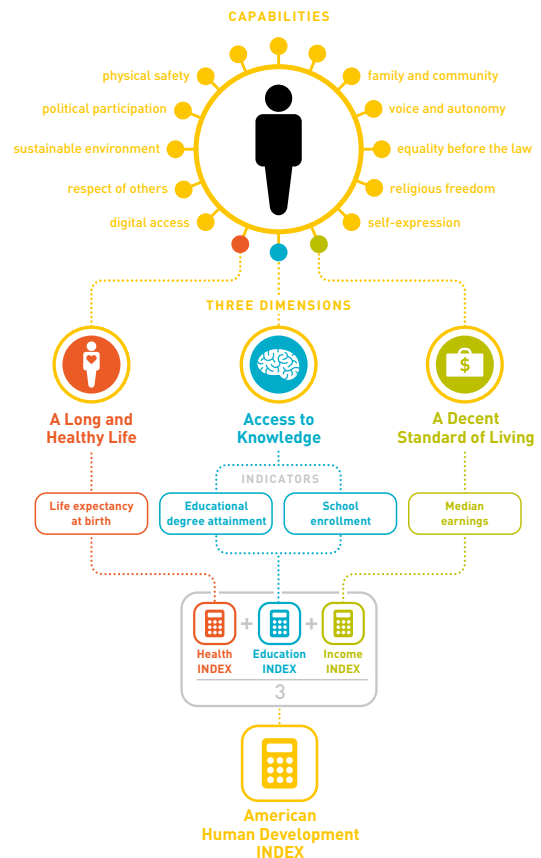 CAPABILITIES
physical safety
family and community
political participation
voice and autonomy
sustainable environment
equality before the law
respect of others
religious freedom
digital access
self-expression
THREE DIMENSIONS
$
A Long and
Healthy Life
Access to
Knowledge
A Decent
Standard of Living
INDICATORS
Life expectancy
at birth
Educational
degree attainment
School
enrollment
Median
earnings
+
+
Health
INDEX
Education
INDEX
Income
INDEX
3
American
Human Development
INDEX